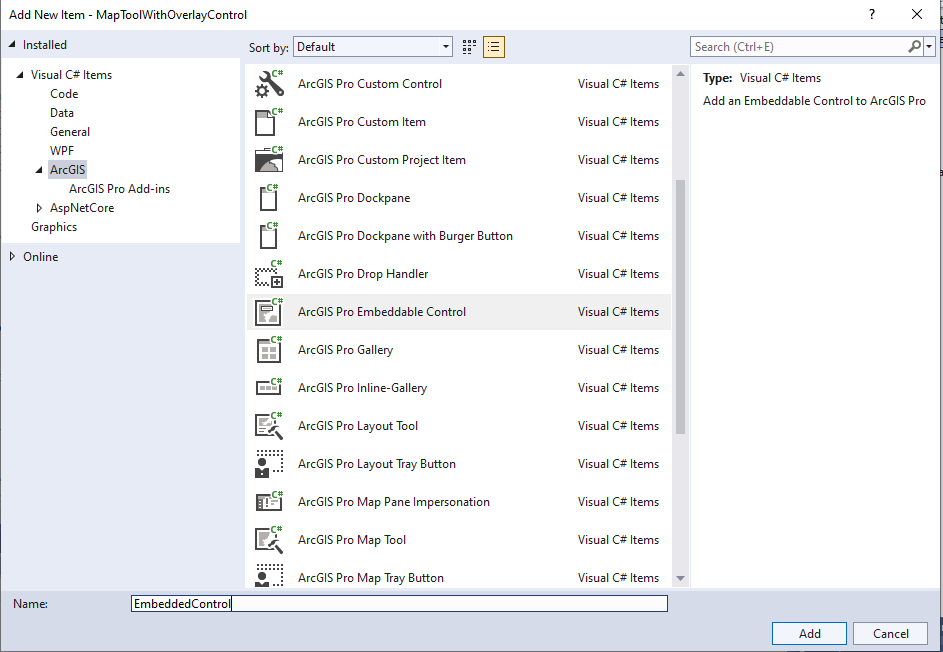 Add New Item - MapToolWithOverlayControl
?
Installed
Sort by: Default
Search (Ctrl+E)
Visual C# Items
Code
Data
General
WPF
ArcGIS
ArcGIS Pro Add-ins
AspNetCore
Graphics
Online
C# ArcGIS Pro Custom Control Visual C# Items
C# ArcGIS Pro Custom Item Visual C# Items
C# ArcGIS Pro Custom Project Item Visual C# Items
C# ArcGIS Pro Dockpane Visual C# Items
C# ArcGIS Pro Dockpane with Burger Button Visual C# Items
C# ArcGIS Pro Drop Handler Visual C# Items
C# ArcGIS Pro Embeddable Control Visual C# Items
C# ArcGIS Pro Gallery Visual C# Items
C# ArcGIS Pro Inline-Gallery Visual C# Items
C# ArcGIS Pro Layout Tool Visual C# Items
ArcGIS Pro Layout Tray Button Visual C# Items
C# ArcGIS Pro Map Pane Impersonation Visual C# Items
C# ArcGIS Pro Map Tool Visual C# Items
ArcGIS Pro Map Tray Button Visual C# Items
Type: Visual C# Items
Add an Embeddable Control to ArcGIS Pro
Name: EmbeddedControl
Add Cancel